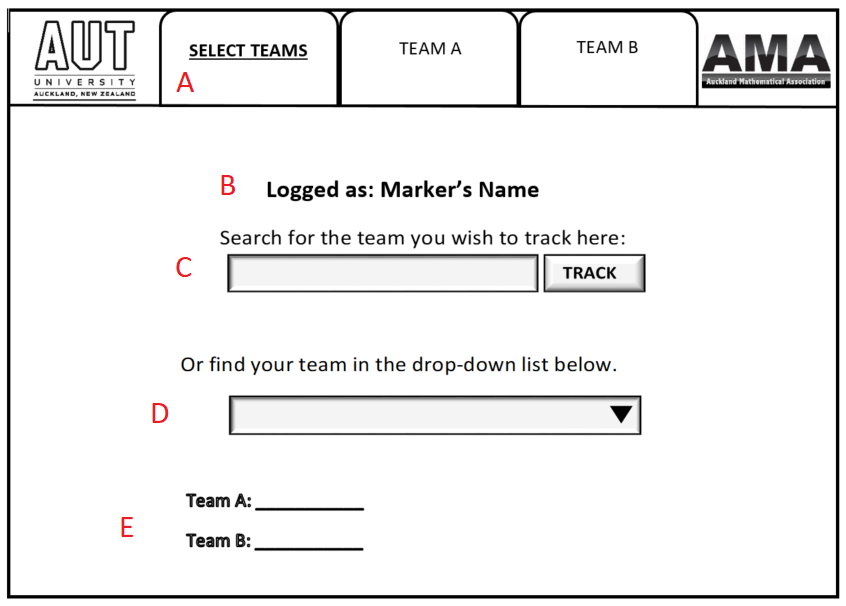 AUT
UNIVERSITY
AUCKLAND, NEW ZEALAND
SELECT TEAMS
TEAM A
TEAM B
AMA
Auckland Mathematical Association
A
B Logged as: Marker's Name
Search for the team you wish to track here:
C TRACK
Or find your team in the drop-down list below.
D
Team A: ____________
E
Team B: ____________